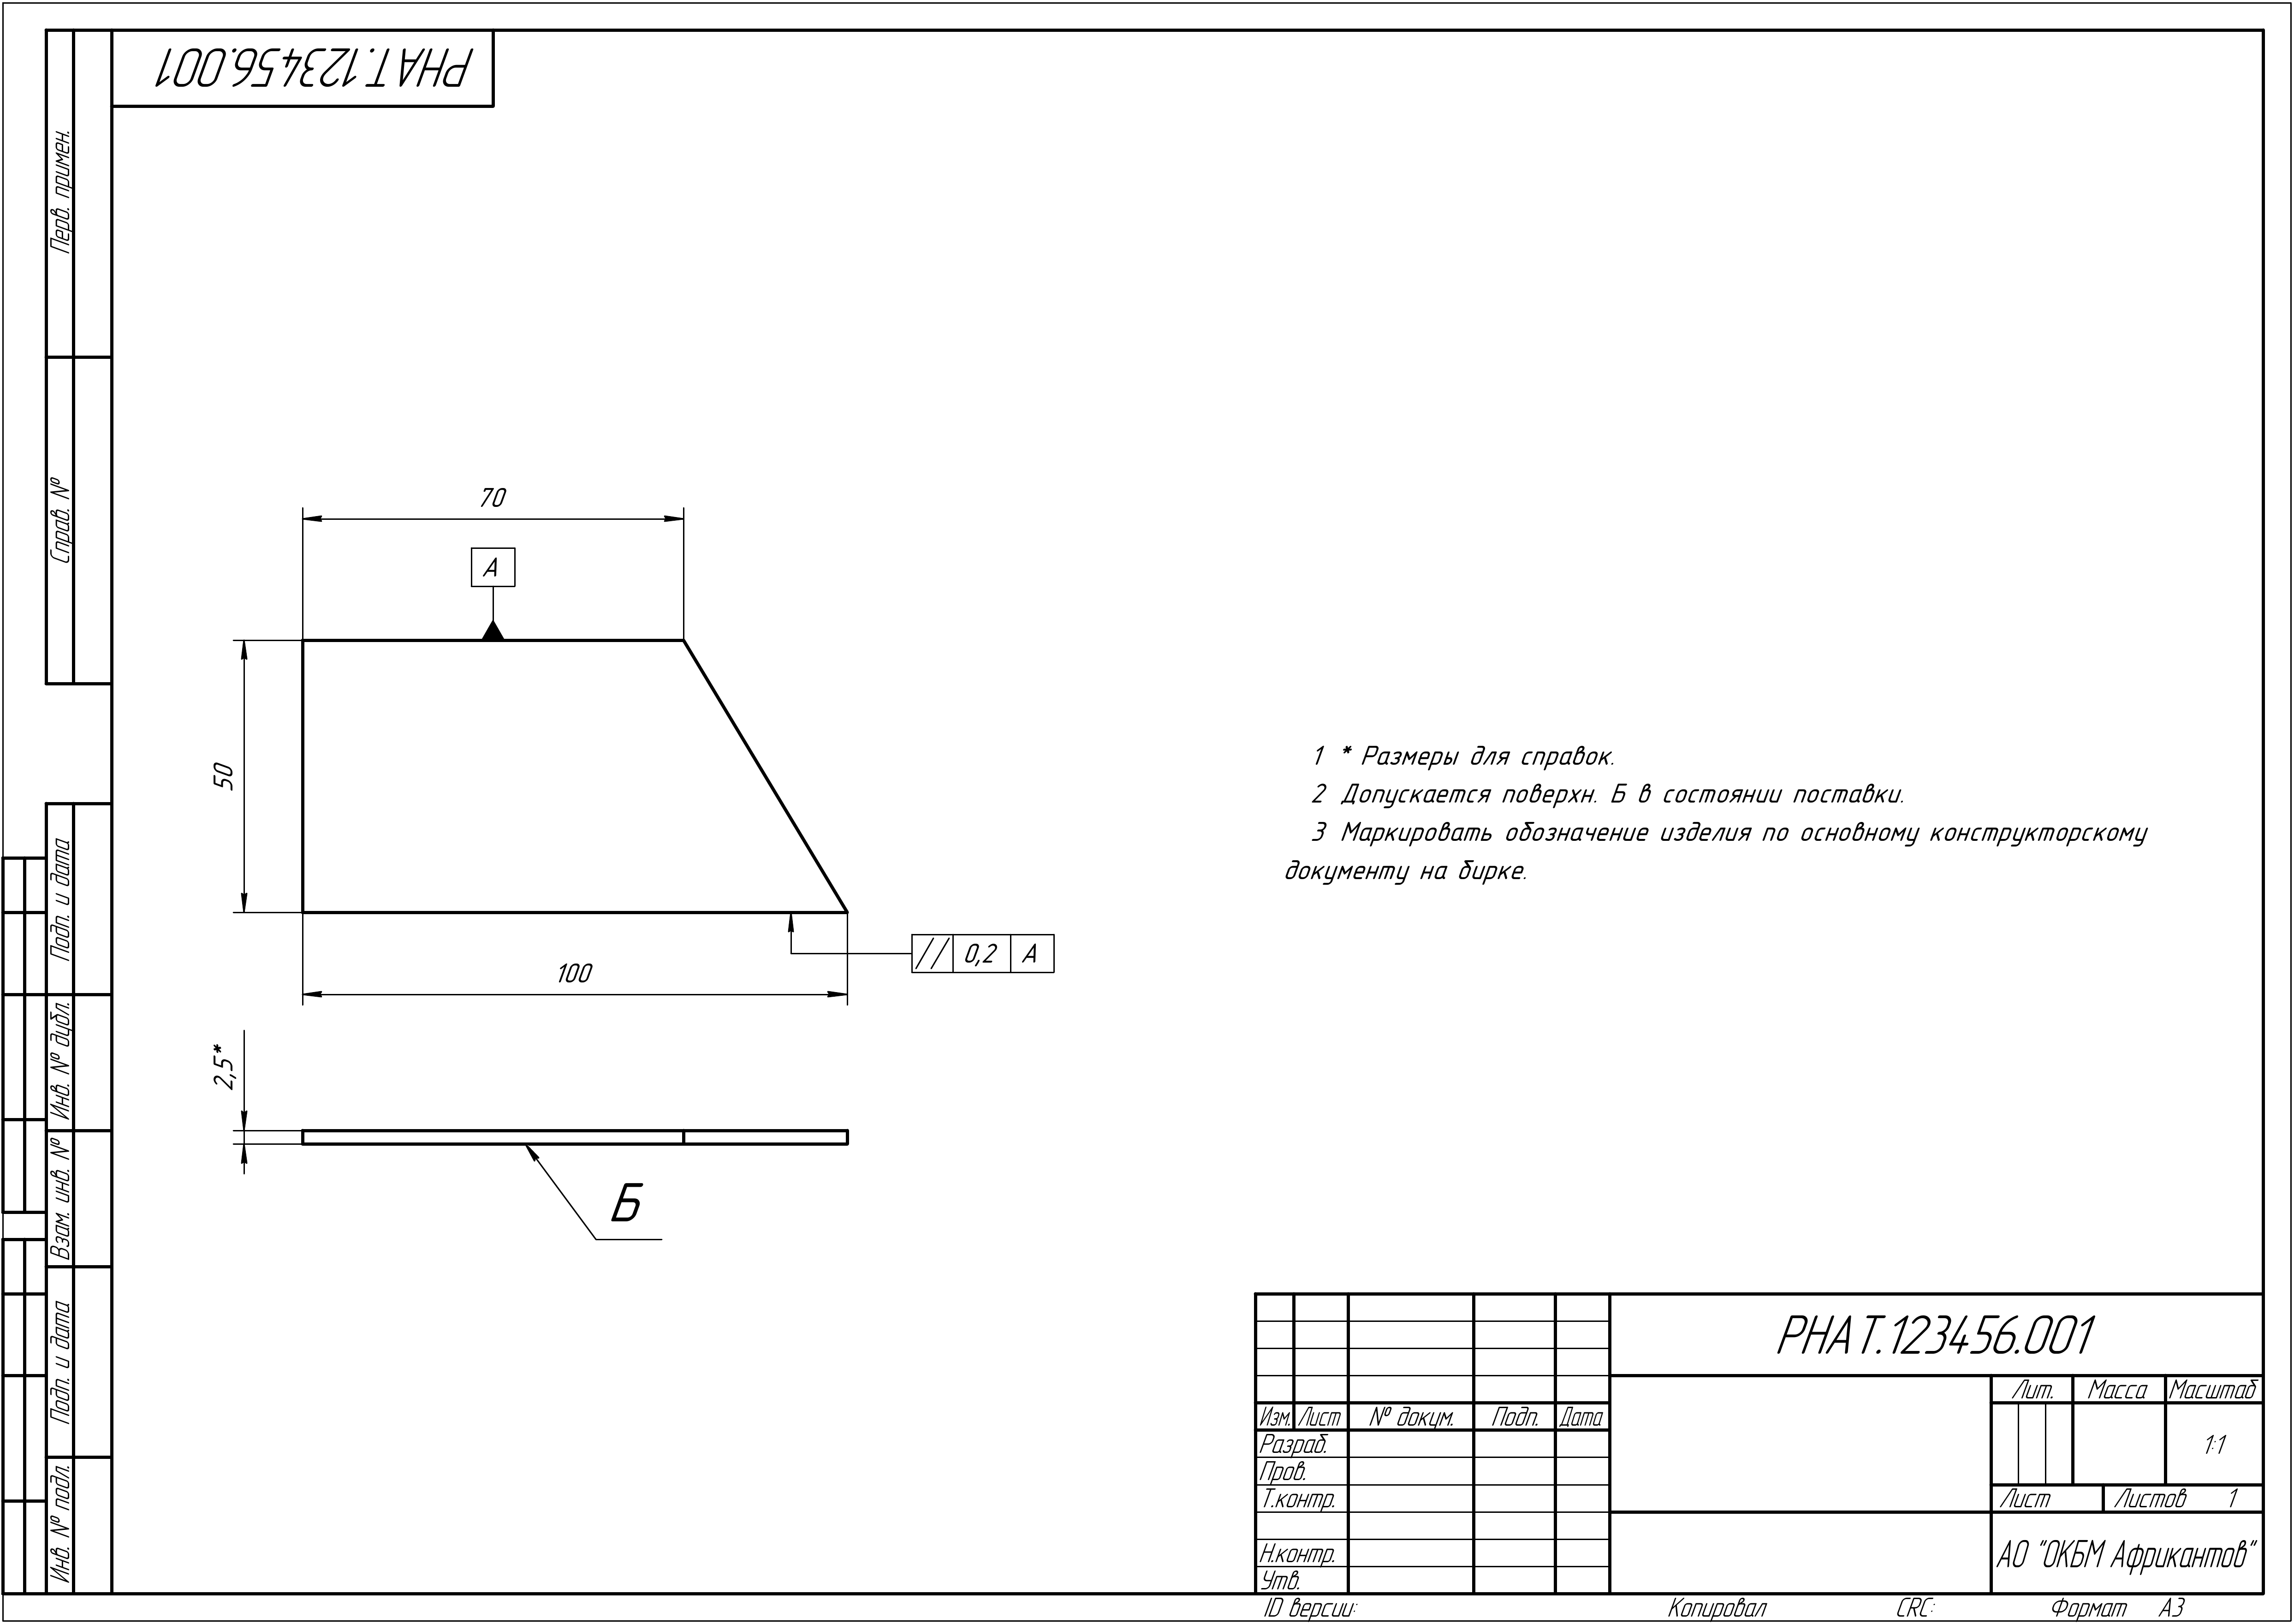 РНАТ.123456.001
Перв. примен.
Справ. №
70
А
50
100
// 0,2 А
2,5*
Б
1 * Размеры для справок.
2 Допускается поверхн. Б в состоянии поставки.
3 Маркировать обозначение изделия по основному конструкторскому
документу на бирке.
Подп. и дата
Инв. № дубл.
Взам. инв. №
Подп. и дата
Инв. № подл.
РНАТ.123456.001
Лит. Масса Масштаб
Изм. Лист № докум. Подп. Дата
Разраб.
1:1
Пров.
Т.контр.
Лист Листов 1
Н.контр.
АО "ОКБМ Африкантов"
Утв.
ID версии: Копировал CRC: Формат А3